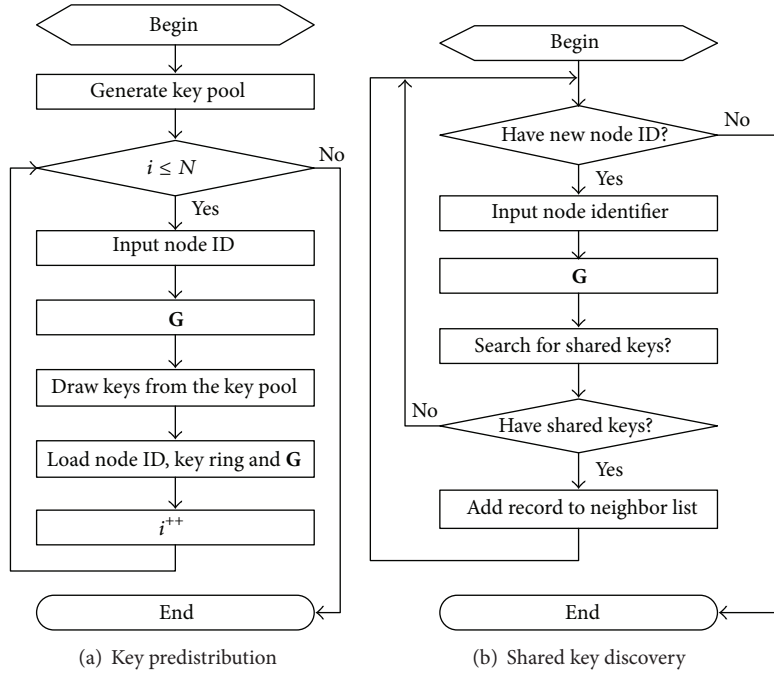 Begin
Generate key pool
i ≤ N
No
Yes
Input node ID
G
Draw keys from the key pool
Load node ID, key ring and G
i++
End
(a) Key predistribution
Begin
Have new node ID?
No
Yes
Input node identifier
G
Search for shared keys?
No
Have shared keys?
Yes
Add record to neighbor list
End
(b) Shared key discovery